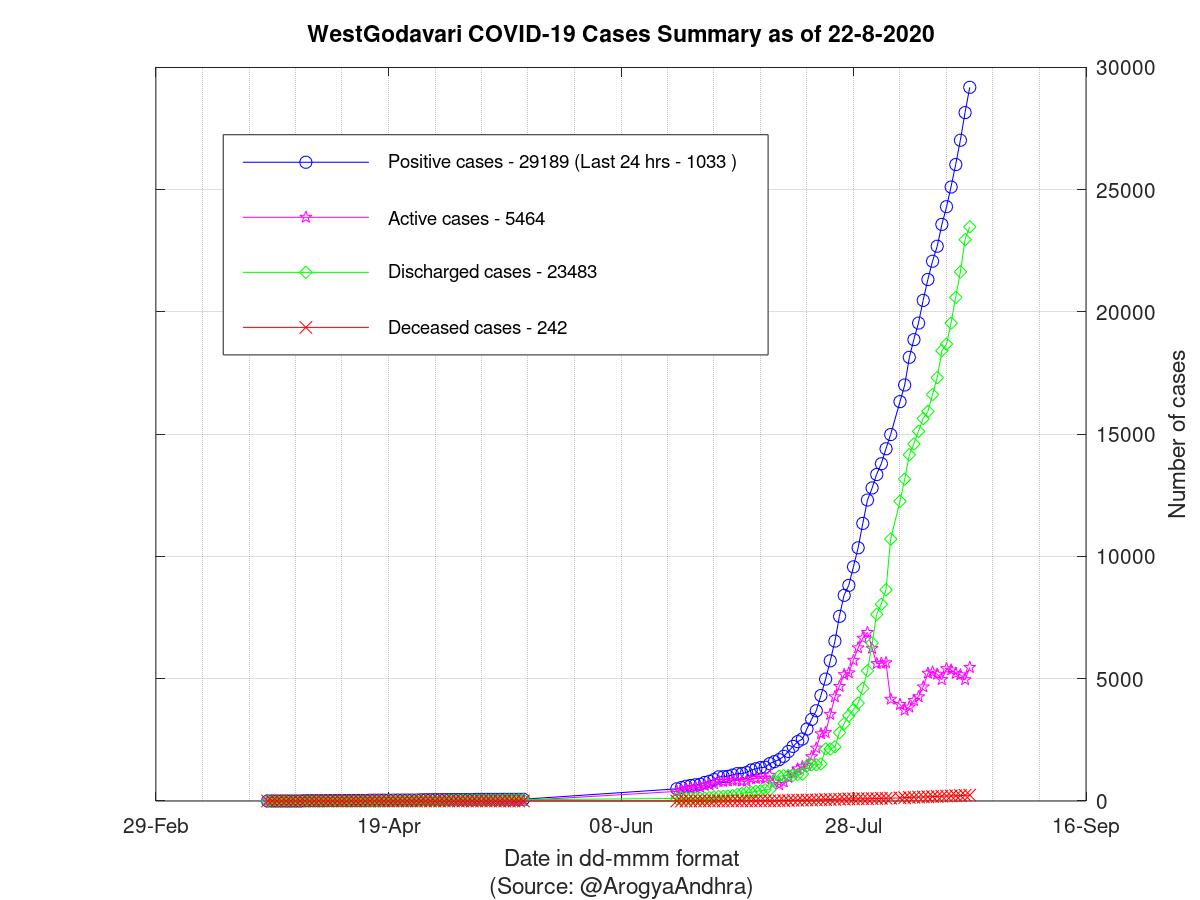 WestGodavari COVID-19 Cases Summary as of 22-8-2020
30000
Positive cases - 29189 (Last 24 hrs - 1033 )
25000
Active cases - 5464
Discharged cases - 23483
20000
Deceased cases - 242
15000
10000
5000
0
Number of cases
29-Feb 19-Apr 08-Jun 28-Jul 16-Sep
Date in dd-mmm format
(Source: @ArogyaAndhra)